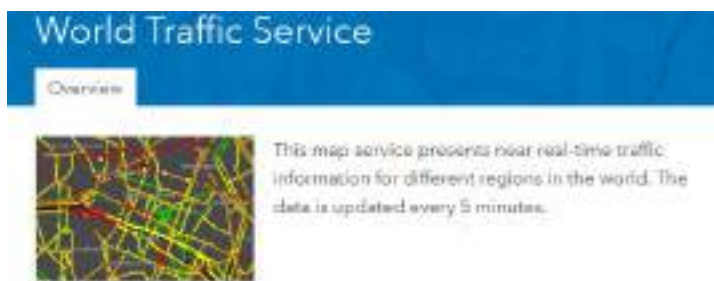 World Traffic Service
Overview
This map service presents near real-time traffic
information for different regions in the world. The
data is updated every 5 minutes.